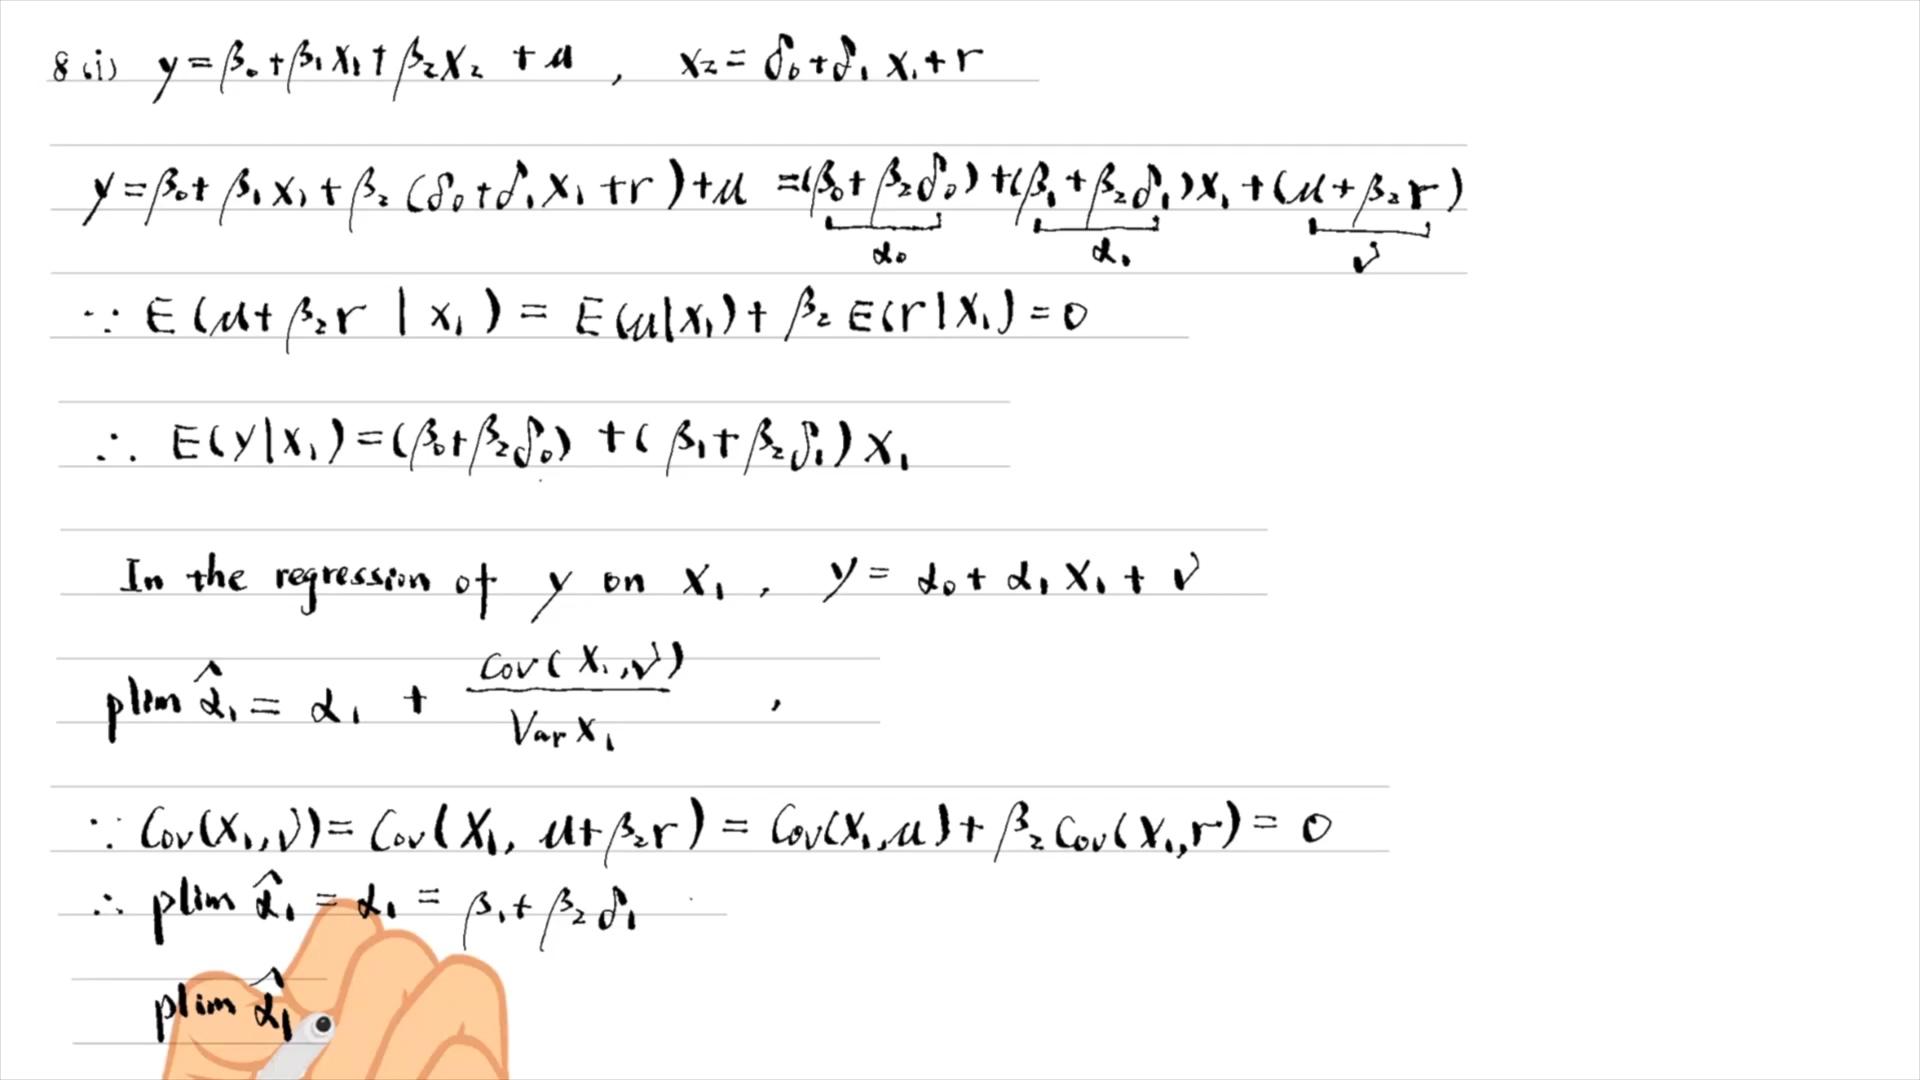 8 (i) y = β₀ + β₁x₁ + β₂x₂ + u , x₂ = δ₀ + δ₁x₁ + r
y = β₀ + β₁x₁ + β₂(δ₀ + δ₁x₁ + r) + u = (β₀ + β₂δ₀) + (β₁ + β₂δ₁)x₁ + (u + β₂r)
α₀ α₁ v
∵ E(u + β₂r | x₁) = E(u|x₁) + β₂E(r|x₁) = 0
∴ E(y|x₁) = (β₀ + β₂δ₀) + (β₁ + β₂δ₁)x₁
In the regression of y on x₁ , y = α₀ + α₁x₁ + v
plim α̂₁ = α₁ + Cov(x₁,v) / Var x₁ ,
∵ Cov(x₁,v) = Cov(x₁, u + β₂r) = Cov(x₁,u) + β₂Cov(x₁,r) = 0
∴ plim α̂₁ = α₁ = β₁ + β₂δ₁
plim α̂₁